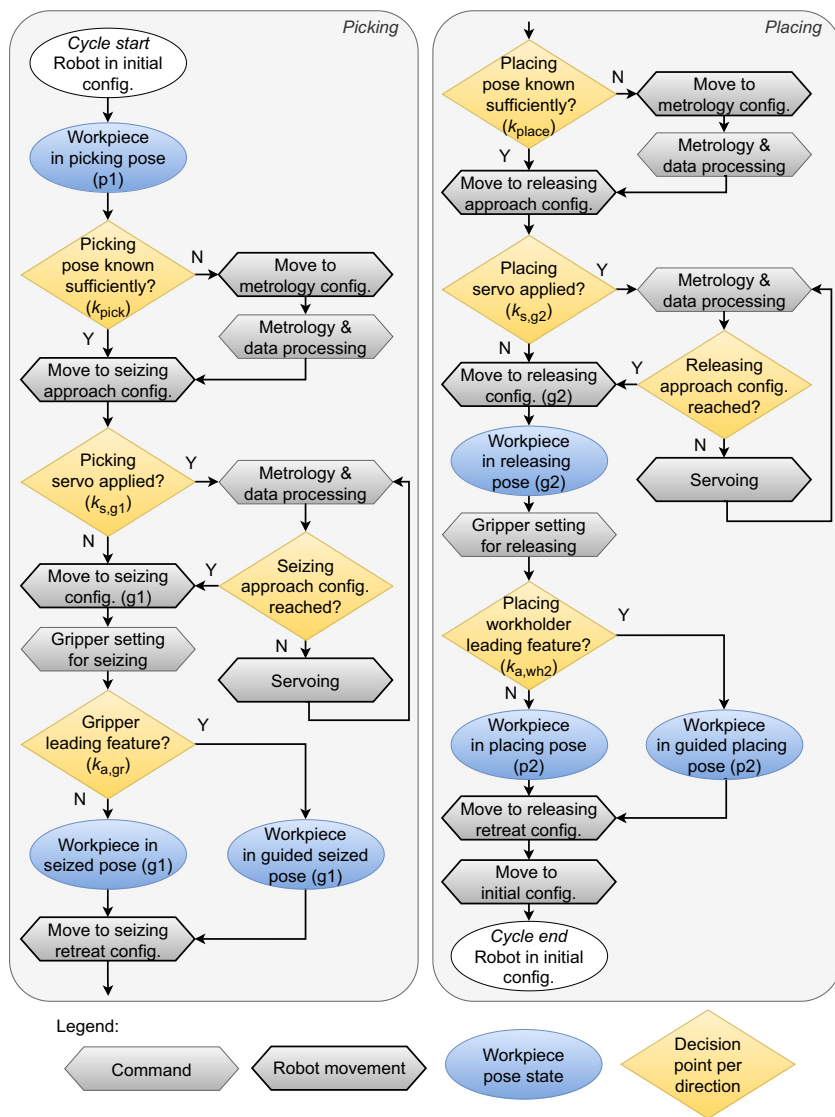 Picking
Cycle start
Robot in initial
config.
Workpiece
in picking pose
(p1)
Picking
pose known
sufficiently?
(kpick)
N
Y
Move to
metrology config.
Metrology &
data processing
Move to seizing
approach config.
Picking
servo applied?
(ks,g1)
Y
N
Metrology &
data processing
Seizing
approach config.
reached?
Y
N
Servoing
Move to seizing
config. (g1)
Gripper setting
for seizing
Gripper
leading feature?
(ka,gr)
Y
N
Workpiece in
seized pose (g1)
Workpiece
in guided seized
pose (g1)
Move to seizing
retreat config.
Placing
Placing
pose known
sufficiently?
(kplace)
N
Y
Move to
metrology config.
Metrology &
data processing
Move to releasing
approach config.
Placing
servo applied?
(ks,g2)
Y
N
Metrology &
data processing
Releasing
approach config.
reached?
Y
N
Servoing
Move to releasing
config. (g2)
Workpiece
in releasing
pose (g2)
Gripper setting
for releasing
Placing
workholder
leading feature?
(ka,wh2)
Y
N
Workpiece
in placing pose
(p2)
Workpiece
in guided placing
pose (p2)
Move to releasing
retreat config.
Move to
initial config.
Cycle end
Robot in initial
config.
Legend:
Command
Robot movement
Workpiece
pose state
Decision
point per
direction